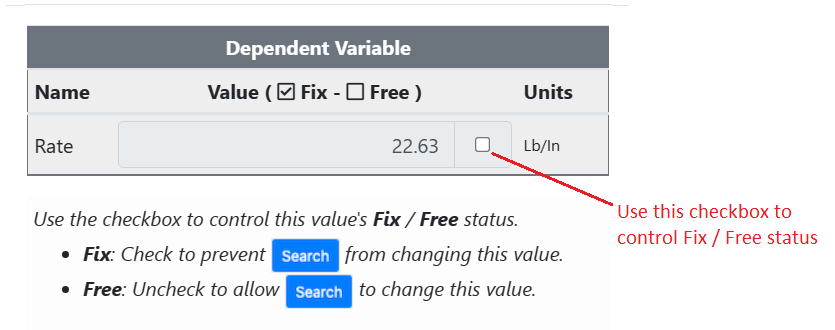 Dependent Variable
Name Value ( ☑ Fix - ☐ Free ) Units
Rate 22.63 ☐ Lb/In
Use this checkbox to
control Fix / Free status
Use the checkbox to control this value's Fix / Free status.
• Fix: Check to prevent Search from changing this value.
• Free: Uncheck to allow Search to change this value.